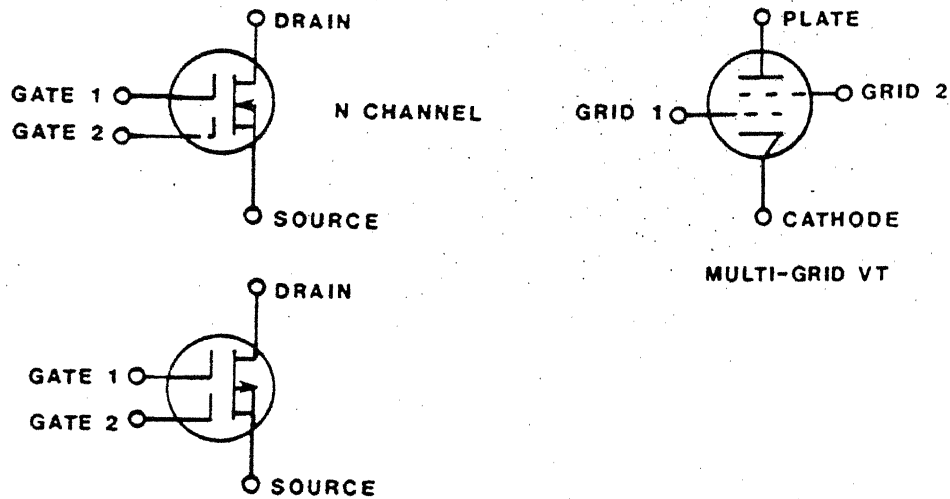 DRAIN
GATE 1
GATE 2
N CHANNEL
SOURCE
PLATE
GRID 1
GRID 2
CATHODE
MULTI-GRID VT
DRAIN
GATE 1
GATE 2
SOURCE